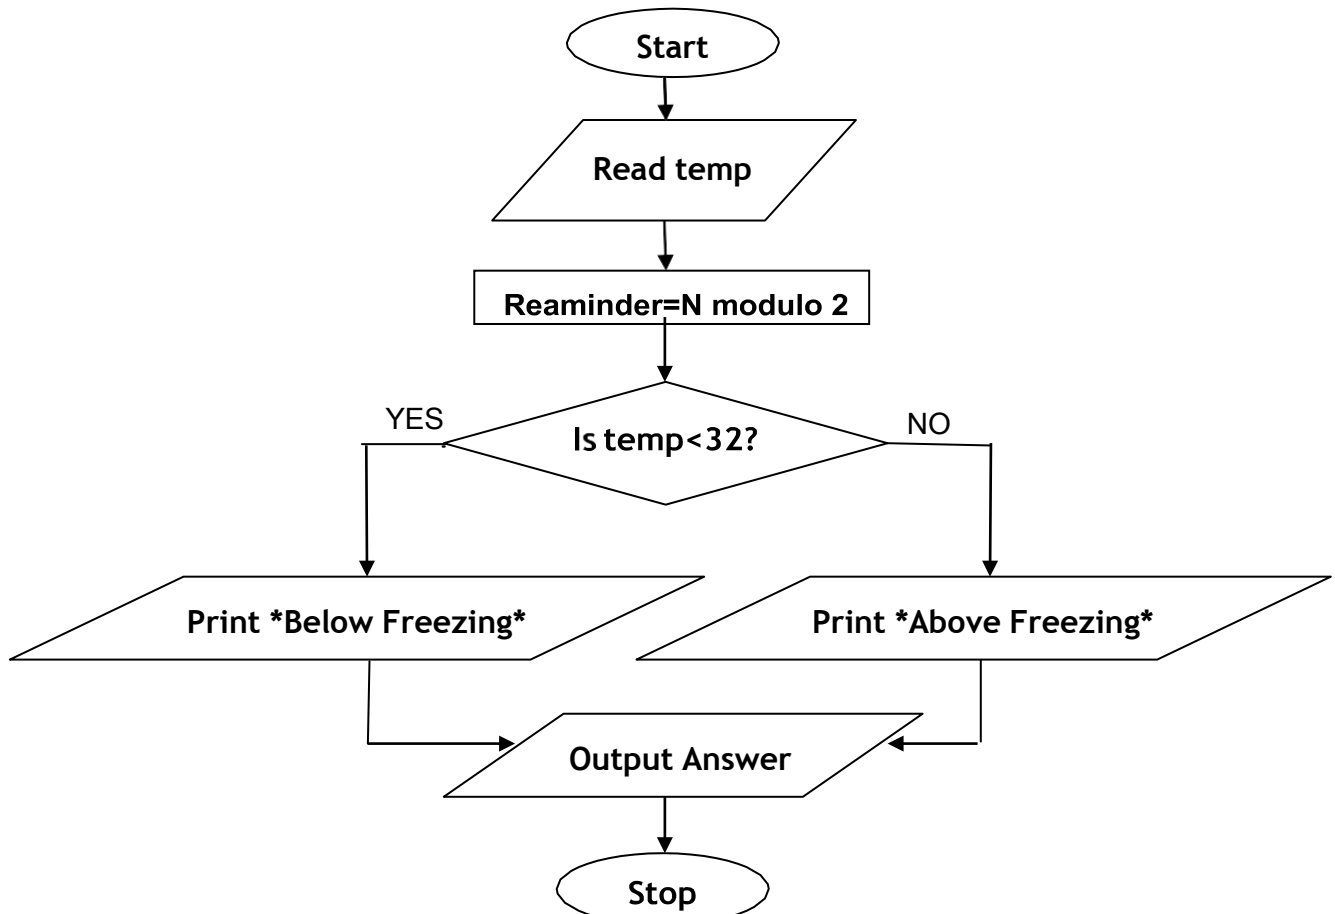 Start
Read temp
Reaminder=N modulo 2
YES
Is temp<32?
NO
Print *Below Freezing*
Print *Above Freezing*
Output Answer
Stop